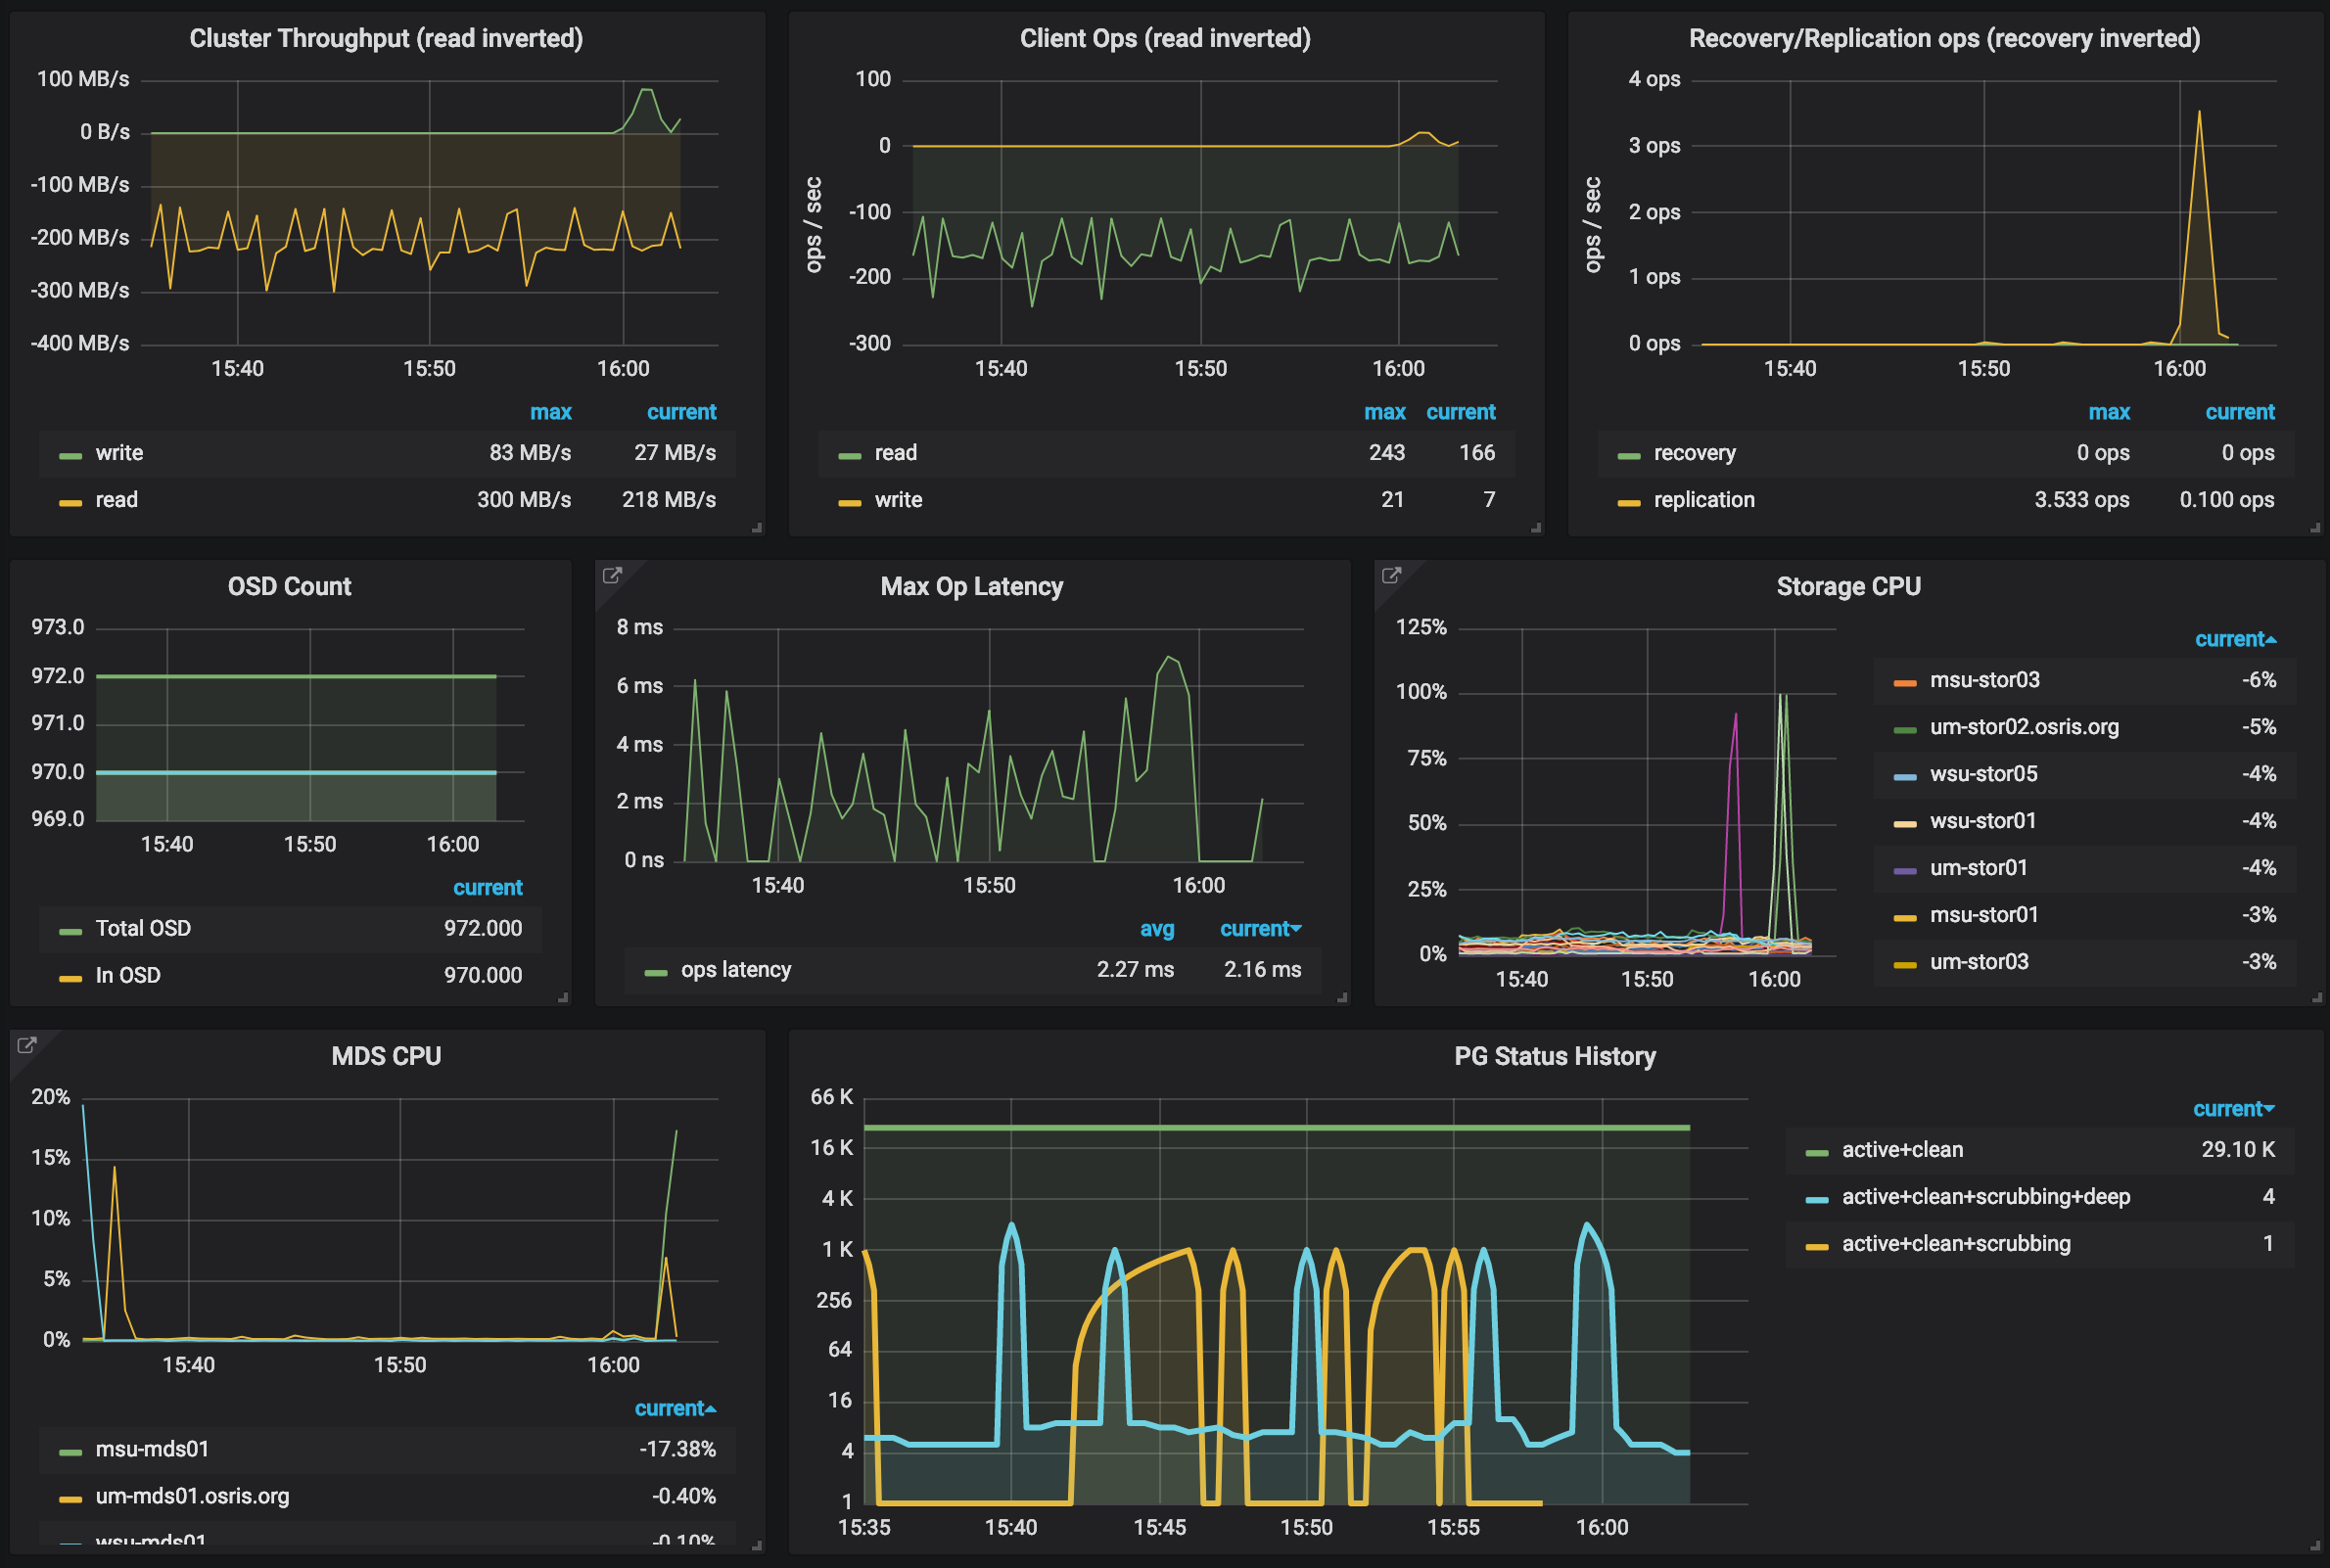 Cluster Throughput (read inverted)
100 MB/s
0 B/s
-100 MB/s
-200 MB/s
-300 MB/s
-400 MB/s
15:40 15:50 16:00
max current
write 83 MB/s 27 MB/s
read 300 MB/s 218 MB/s
Client Ops (read inverted)
ops / sec
100
0
-100
-200
-300
15:40 15:50 16:00
max current
read 243 166
write 21 7
Recovery/Replication ops (recovery inverted)
ops / sec
4 ops
3 ops
2 ops
1 ops
0 ops
15:40 15:50 16:00
max current
recovery 0 ops 0 ops
replication 3.533 ops 0.100 ops
OSD Count
973.0
972.0
971.0
970.0
969.0
15:40 15:50 16:00
current
Total OSD 972.000
In OSD 970.000
Max Op Latency
8 ms
6 ms
4 ms
2 ms
0 ns
15:40 15:50 16:00
avg current
ops latency 2.27 ms 2.16 ms
Storage CPU
125%
100%
75%
50%
25%
0%
15:40 15:50 16:00
current
msu-stor03 -6%
um-stor02.osris.org -5%
wsu-stor05 -4%
wsu-stor01 -4%
um-stor01 -4%
msu-stor01 -3%
um-stor03 -3%
MDS CPU
20%
15%
10%
5%
0%
15:40 15:50 16:00
current
msu-mds01 -17.38%
um-mds01.osris.org -0.40%
wsu-mds01 -0.10%
PG Status History
66 K
16 K
4 K
1 K
256
64
16
4
1
15:35 15:40 15:45 15:50 15:55 16:00
current
active+clean 29.10 K
active+clean+scrubbing+deep 4
active+clean+scrubbing 1